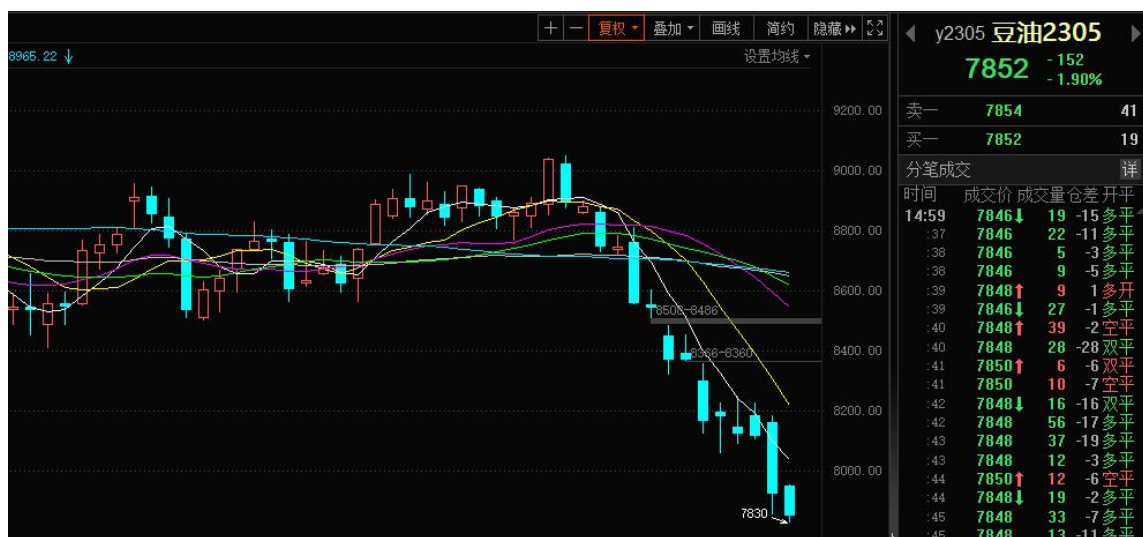 + − 复权 叠加 画线 简约 隐藏
8965.22 ↓
设置均线
9200.00
9000.00
8800.00
8600.00
8508-8486
8400.00
8366-8360
8200.00
8000.00
7830
y2305 豆油2305
7852 -152
-1.90%
卖一 7854 41
买一 7852 19
分笔成交 详
时间 成交价 成交量 仓差 开平
14:59 7846↓ 19 -15 多平
:37 7846 22 -11 多平
:38 7846 5 -3 多平
:38 7846 9 -5 多平
:39 7848↑ 9 1 多开
:39 7846↓ 27 -1 多平
:40 7848↑ 39 -2 空平
:40 7848 28 -28 双平
:41 7850↑ 6 -6 双平
:41 7850 10 -7 空平
:42 7848↓ 16 -16 双平
:42 7848 56 -17 多平
:43 7848 37 -19 多平
:43 7848 12 -3 多平
:44 7850↑ 12 -6 空平
:44 7848↓ 19 -2 多平
:45 7848 33 -7 多平
:45 7848 13 -11 多平